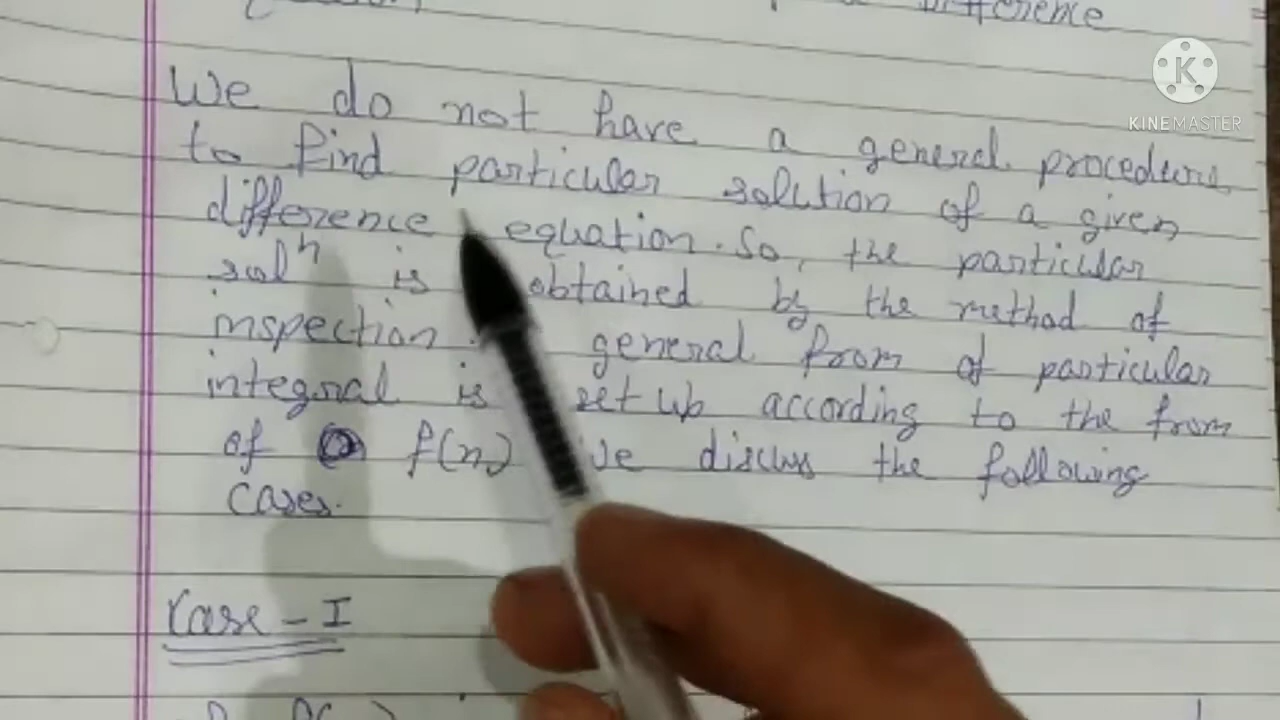 Difference
K
KINEMASTER
We do not have a general procedure
to find particular solution of a given
difference equation. So, the particular
solⁿ is obtained by the method of
inspection. general from of particular
integral is set up according to the from
of f(n) we discuss the following
cases.
Case - I